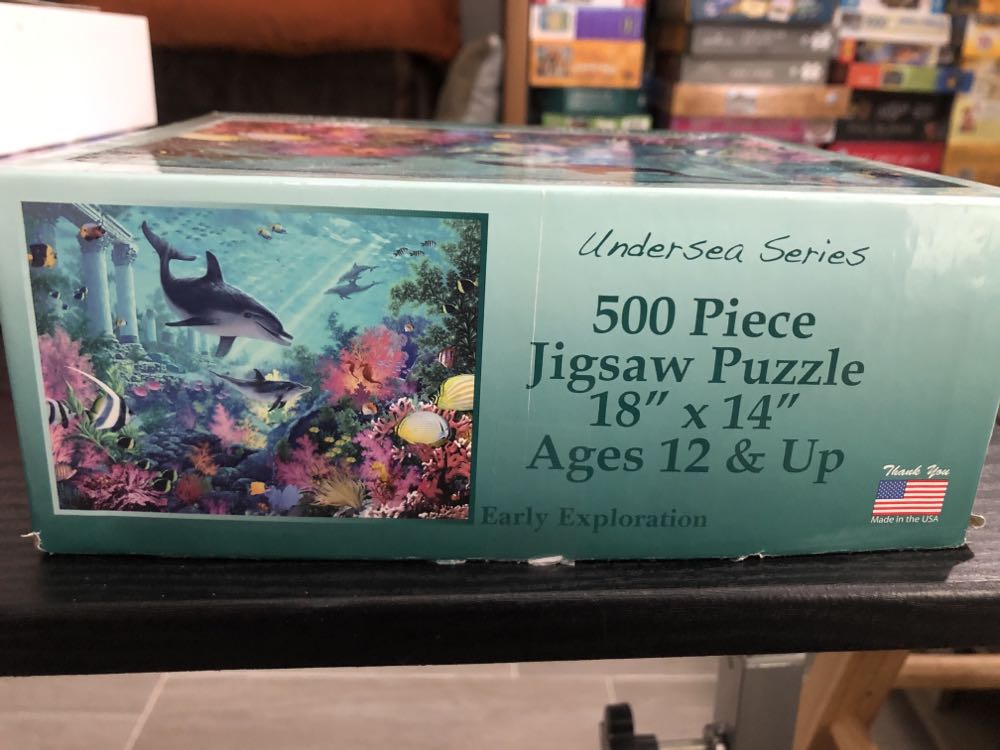 Undersea Series
500 Piece
Jigsaw Puzzle
18" x 14"
Ages 12 & Up
Early Exploration
Thank You
Made in the USA